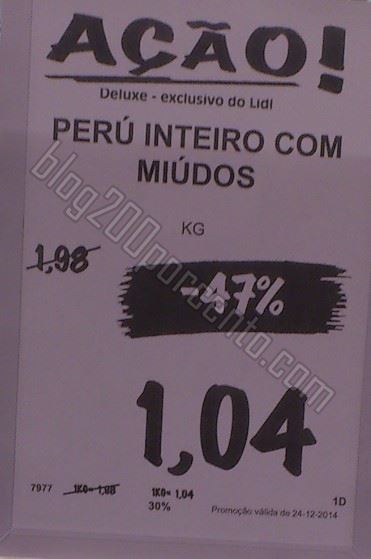 AÇÃO!
Deluxe - exclusivo do Lidl
PERÚ INTEIRO COM
MIÚDOS
KG
1,98
-47%
1,04
7977 1KG= 1,98 1KG= 1,04
30%
1D
Promoção válida de 24-12-2014
blog200porcento.com